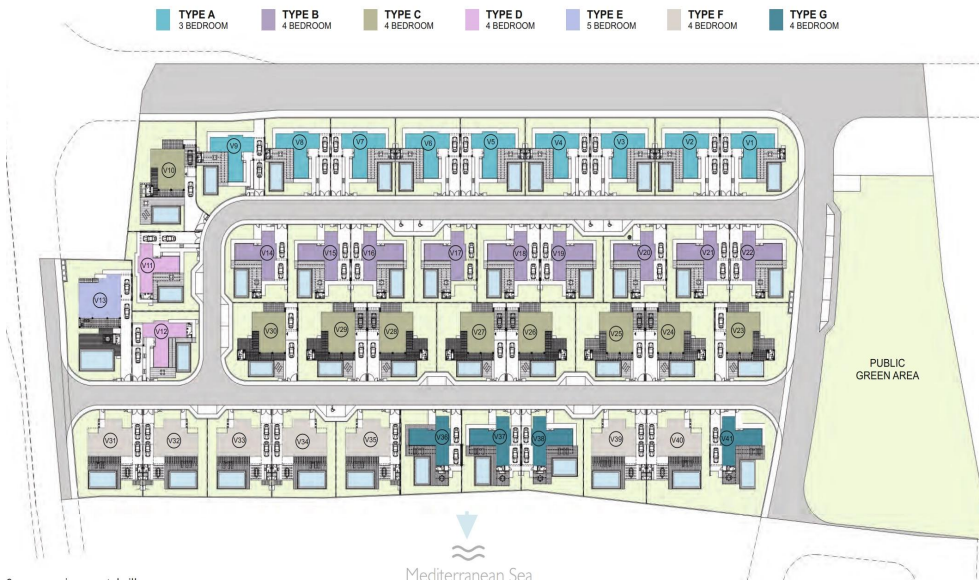 TYPE A
3 BEDROOM
TYPE B
4 BEDROOM
TYPE C
4 BEDROOM
TYPE D
4 BEDROOM
TYPE E
5 BEDROOM
TYPE F
4 BEDROOM
TYPE G
4 BEDROOM
V9 V8 V7 V6 V5 V4 V3 V2 V1
V10
V11
V14 V15 V16 V17 V18 V19 V20 V21 V22
V13
V12
V30 V29 V28 V27 V26 V25 V24 V23
PUBLIC
GREEN AREA
V31 V32 V33 V34 V35 V36 V37 V38 V39 V40 V41
Mediterranean Sea